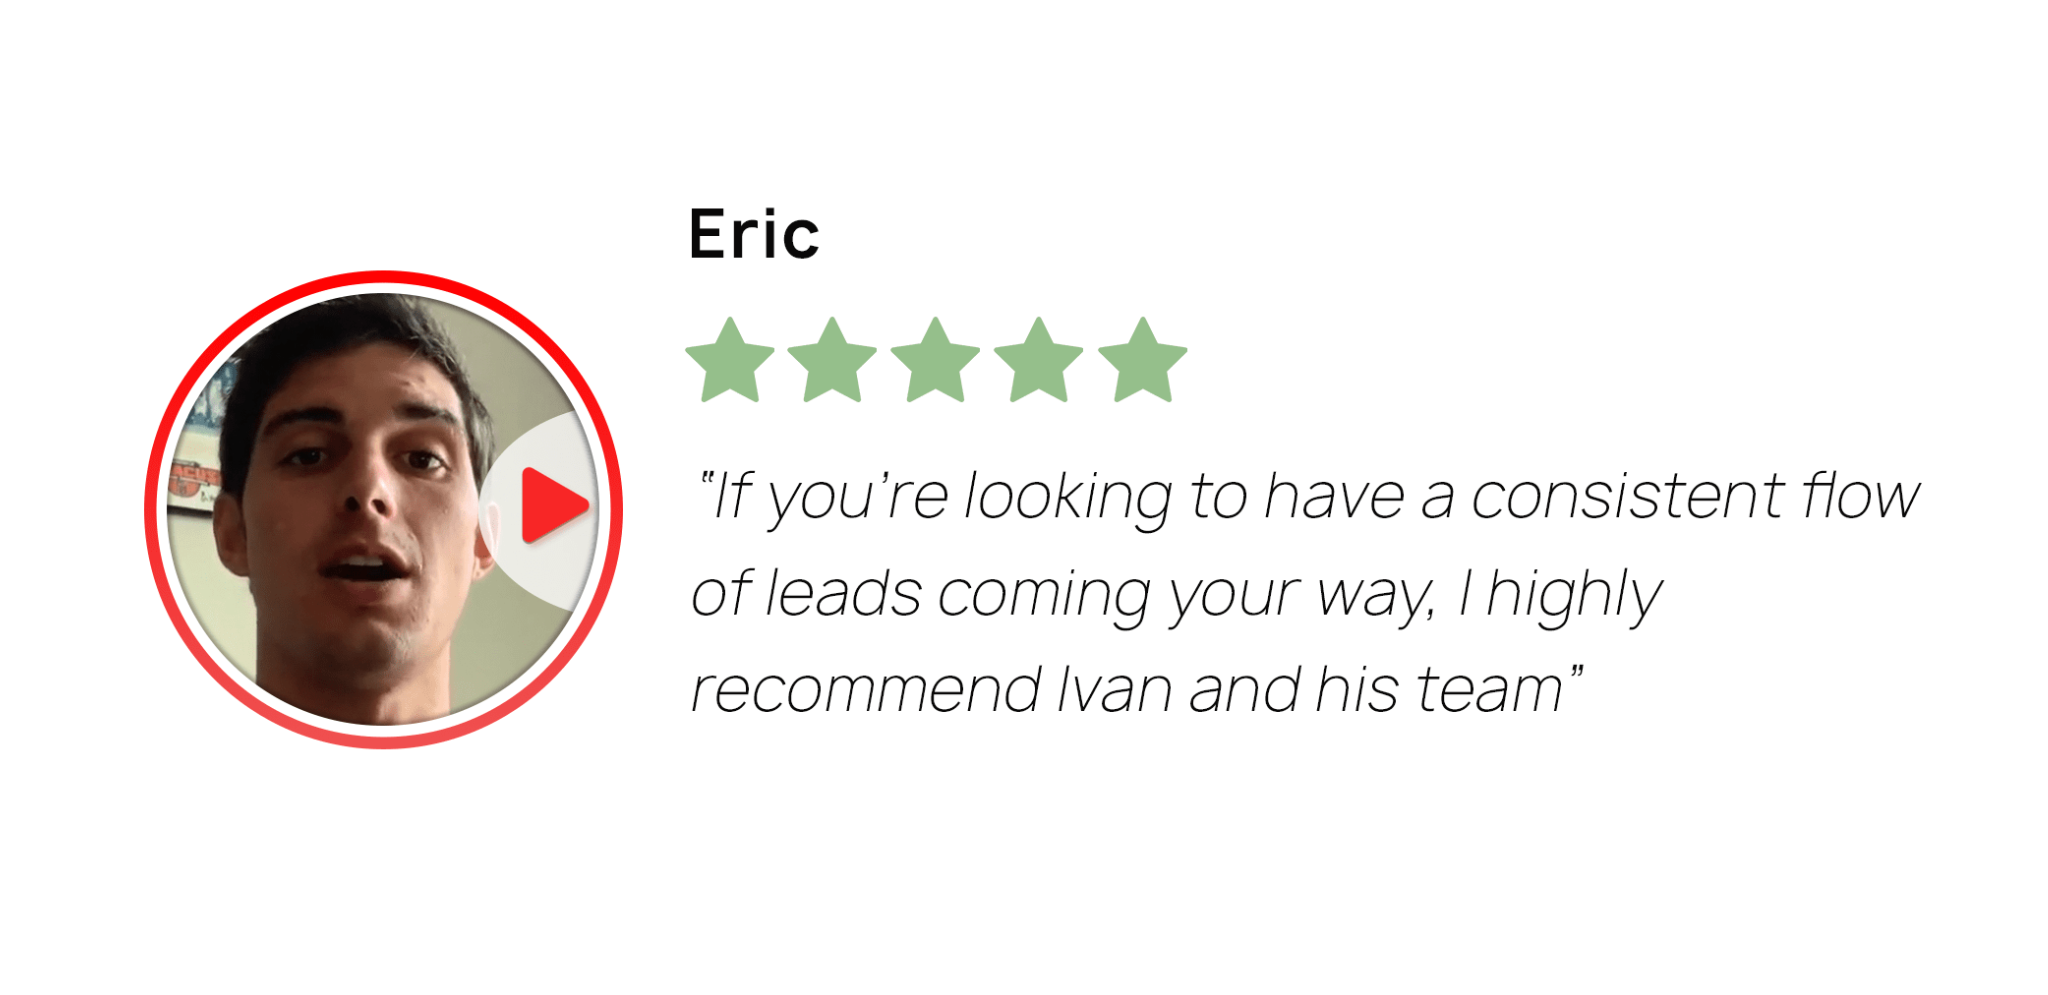 Eric
"If you're looking to have a consistent flow
of leads coming your way, I highly
recommend Ivan and his team"